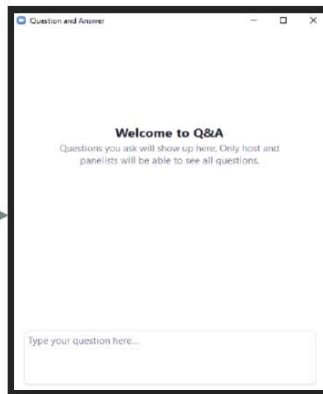 Question and Answer
Welcome to Q&A
Questions you ask will show up here. Only host and
panelists will be able to see all questions.
Type your question here...